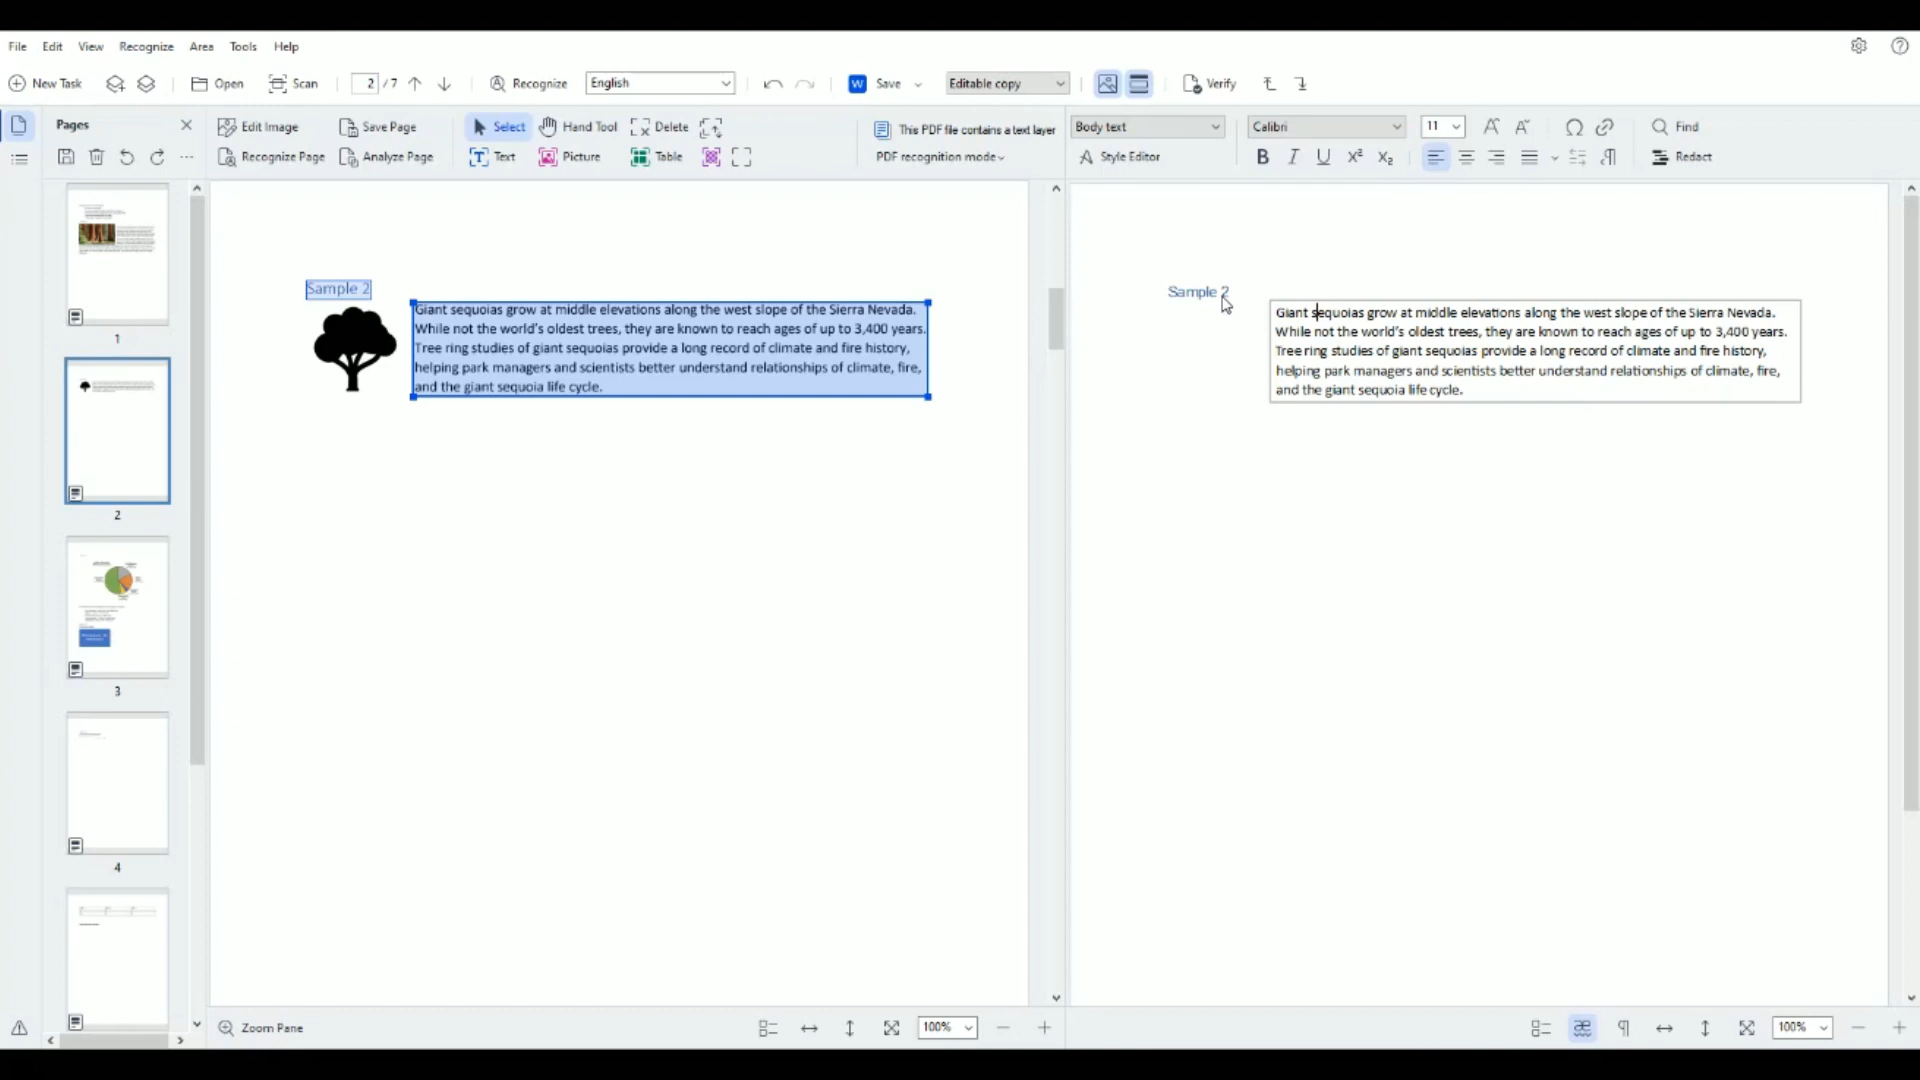 File Edit View Recognize Area Tools Help
New Task Open Scan 2 / 7 Recognize English W Save Editable copy Verify
Pages Edit Image Save Page Select Hand Tool Delete This PDF file contains a text layer Body text Calibri 11 Find
Recognize Page Analyze Page Text Picture Table PDF recognition mode Style Editor B I U X² X₂ Redact
1
2
3
4
Sample 2
Giant sequoias grow at middle elevations along the west slope of the Sierra Nevada.
While not the world's oldest trees, they are known to reach ages of up to 3,400 years.
Tree ring studies of giant sequoias provide a long record of climate and fire history,
helping park managers and scientists better understand relationships of climate, fire,
and the giant sequoia life cycle.
Sample 2
Giant sequoias grow at middle elevations along the west slope of the Sierra Nevada.
While not the world's oldest trees, they are known to reach ages of up to 3,400 years.
Tree ring studies of giant sequoias provide a long record of climate and fire history,
helping park managers and scientists better understand relationships of climate, fire,
and the giant sequoia life cycle.
Zoom Pane 100% æ ¶ 100%